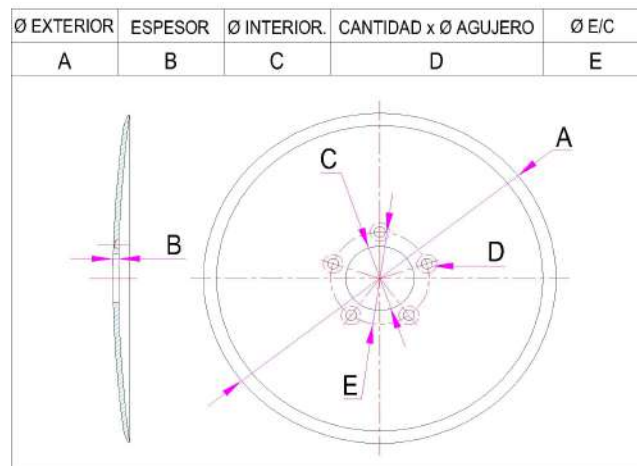 Ø EXTERIOR ESPESOR Ø INTERIOR. CANTIDAD x Ø AGUJERO Ø E/C
A B C D E
C
A
B
D
E